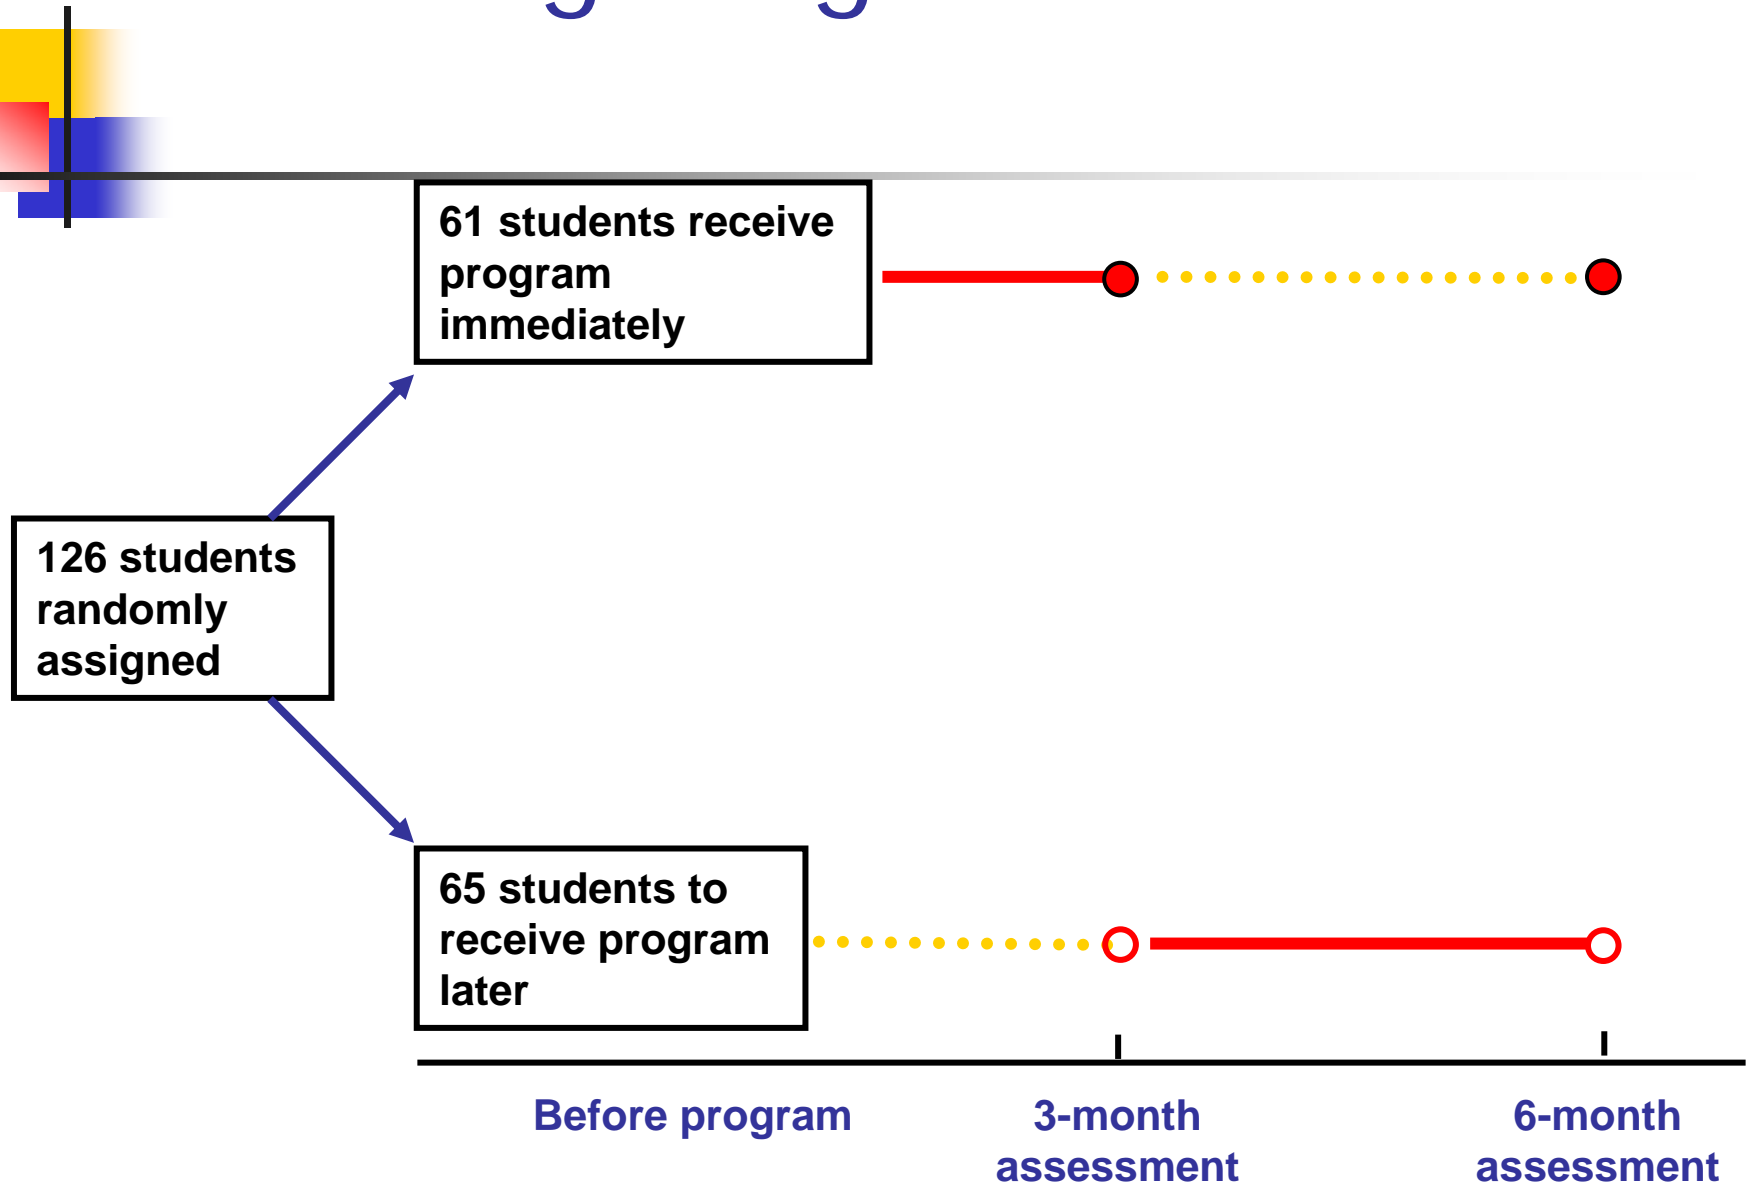 61 students receive
program
immediately
126 students
randomly
assigned
65 students to
receive program
later
Before program
3-month
assessment
6-month
assessment